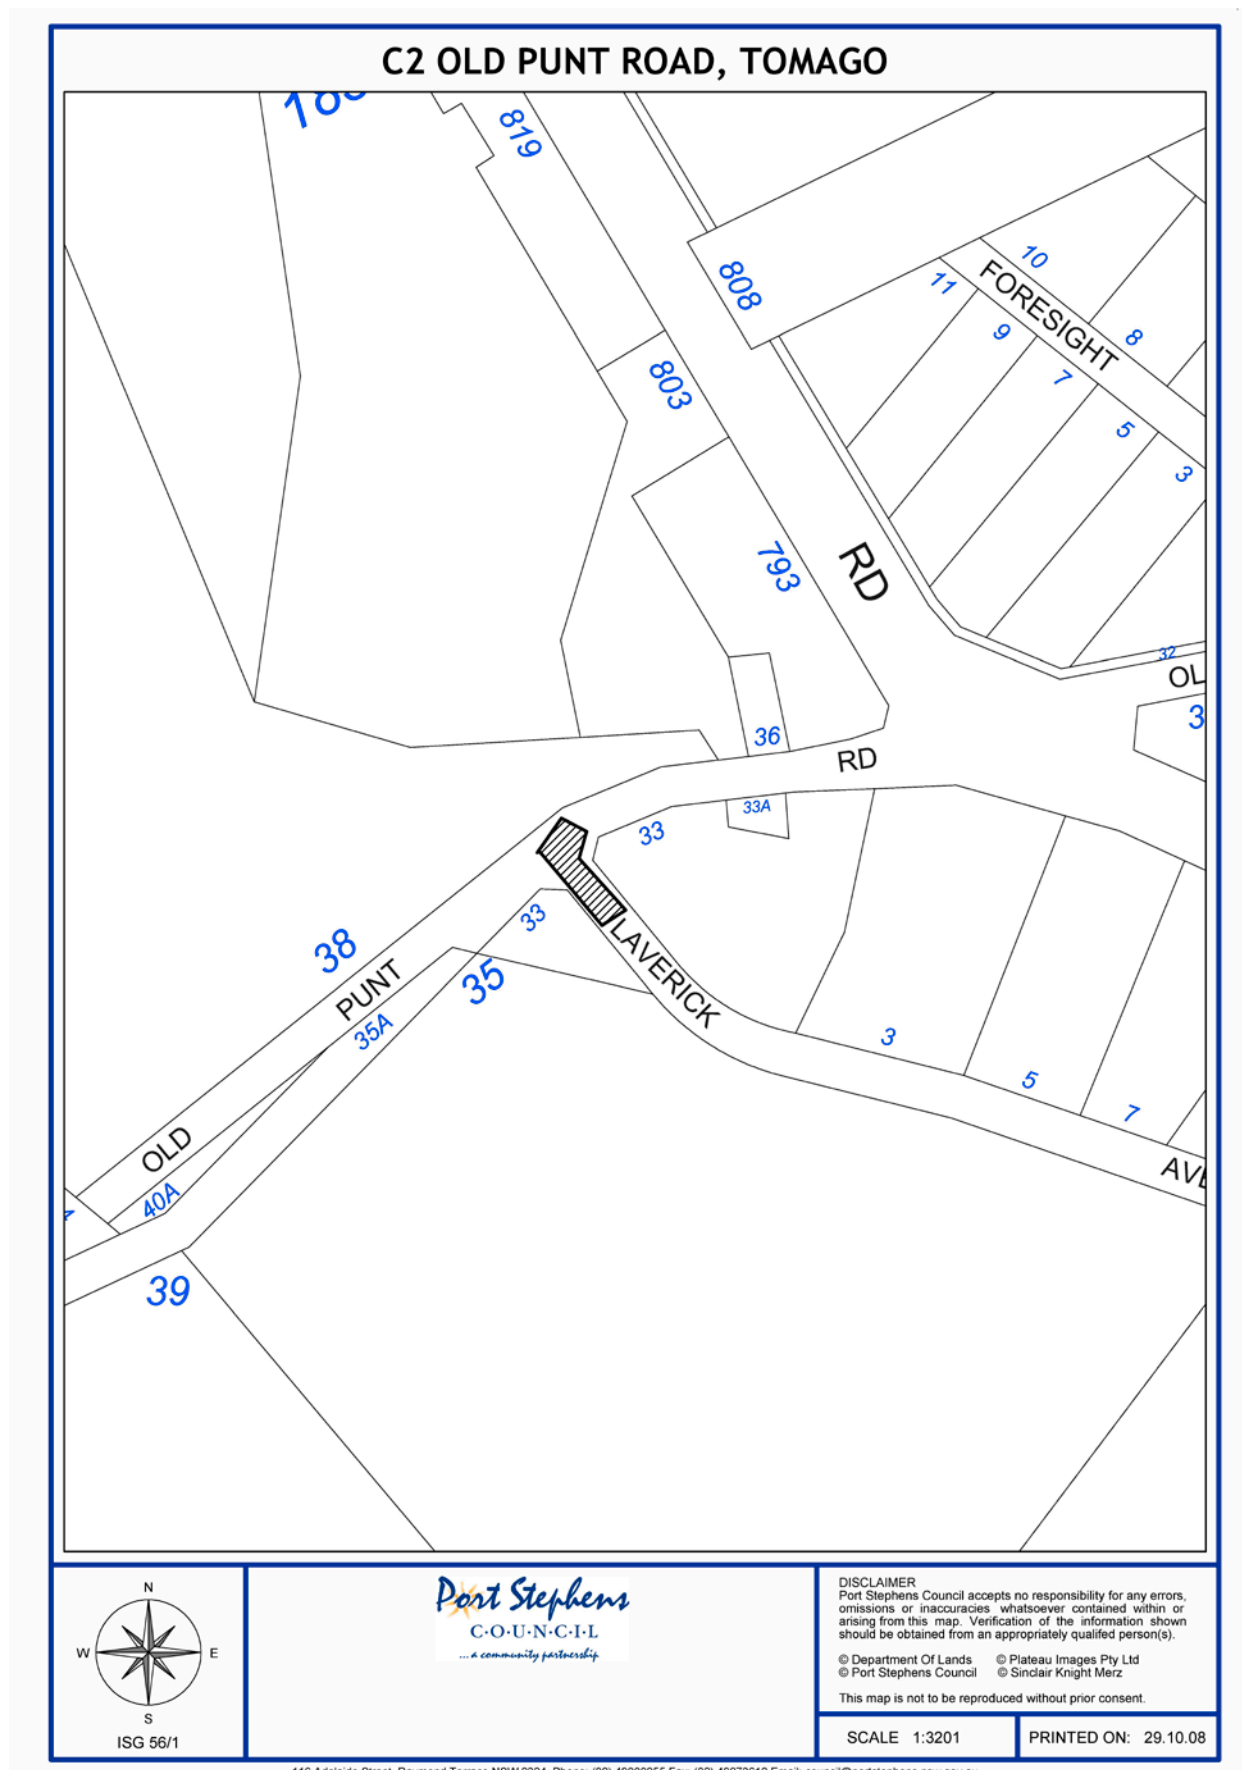 C2 OLD PUNT ROAD, TOMAGO
819
808
10
FORESIGHT
11
8
9
803
7
5
3
793
RD
32
OL
3
36
RD
33A
33
33
38
LAVERICK
35
PUNT
35A
3
5
7
OLD
AVE
40A
39
N
W E
S
ISG 56/1
Port Stephens
C·O·U·N·C·I·L
... a community partnership
DISCLAIMER
Port Stephens Council accepts no responsibility for any errors,
omissions or inaccuracies whatsoever contained within or
arising from this map. Verification of the information shown
should be obtained from an appropriately qualifed person(s).
© Department Of Lands © Plateau Images Pty Ltd
© Port Stephens Council © Sinclair Knight Merz
This map is not to be reproduced without prior consent.
SCALE 1:3201
PRINTED ON: 29.10.08